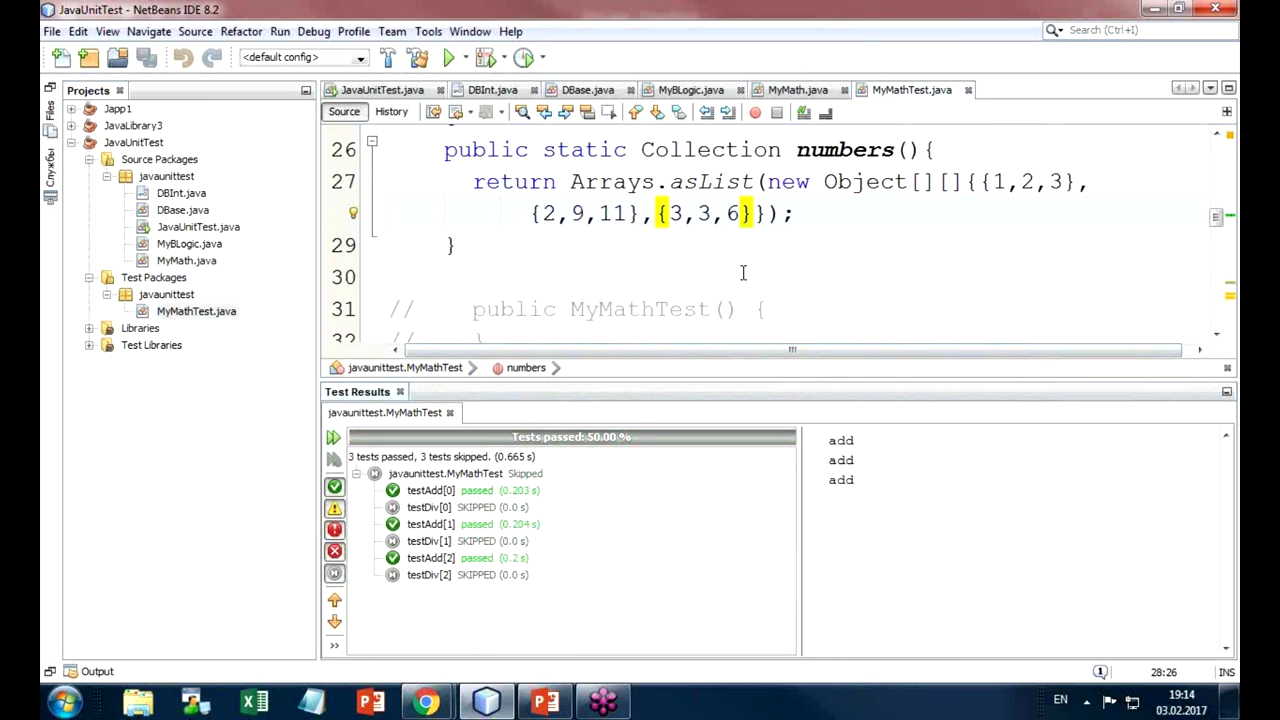 JavaUnitTest - NetBeans IDE 8.2
File Edit View Navigate Source Refactor Run Debug Profile Team Tools Window Help
Search (Ctrl+I)
<default config>
Projects
Files
Службы
Japp1
JavaLibrary3
JavaUnitTest
Source Packages
javaunittest
DBInt.java
DBase.java
JavaUnitTest.java
MyBLogic.java
MyMath.java
Test Packages
javaunittest
MyMathTest.java
Libraries
Test Libraries
JavaUnitTest.java DBInt.java DBase.java MyBLogic.java MyMath.java MyMathTest.java
Source History
26 public static Collection numbers(){
27 return Arrays.asList(new Object[][]{{1,2,3},
{2,9,11},{3,3,6}});
29 }
30
31 // public MyMathTest() {
javaunittest.MyMathTest numbers
Test Results
javaunittest.MyMathTest
Tests passed: 50.00 %
3 tests passed, 3 tests skipped. (0.665 s)
javaunittest.MyMathTest Skipped
testAdd[0] passed (0.203 s)
testDiv[0] SKIPPED (0.0 s)
testAdd[1] passed (0.204 s)
testDiv[1] SKIPPED (0.0 s)
testAdd[2] passed (0.2 s)
testDiv[2] SKIPPED (0.0 s)
add
add
add
Output
1
28:26 INS
EN
19:14
03.02.2017